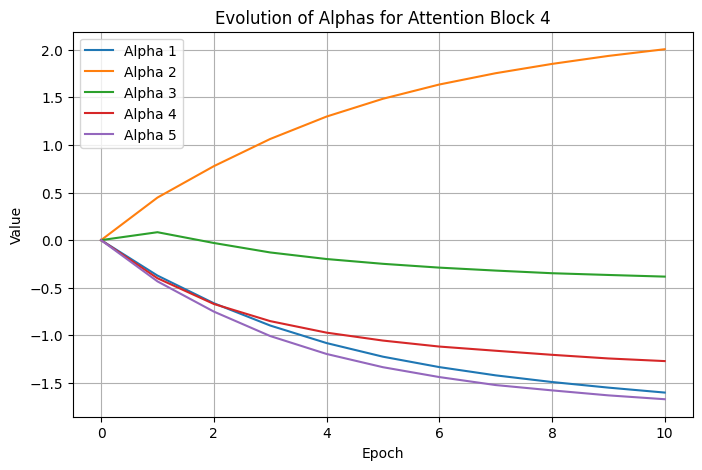 Evolution of Alphas for Attention Block 4
Alpha 1
Alpha 2
Alpha 3
Alpha 4
Alpha 5
2.0
1.5
1.0
0.5
0.0
−0.5
−1.0
−1.5
Value
0 2 4 6 8 10
Epoch